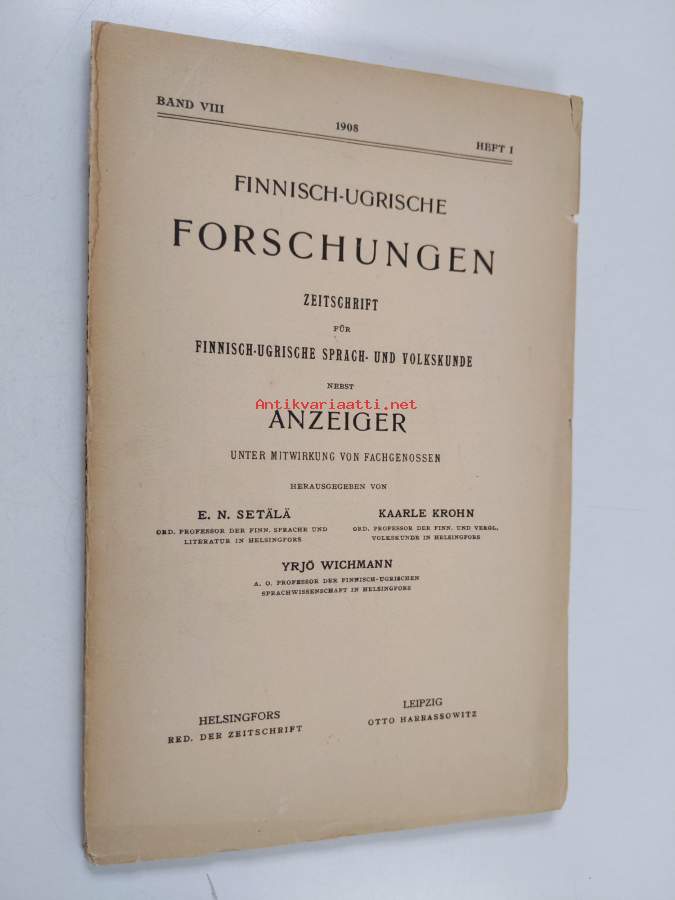 BAND VIII
1908
HEFT 1
FINNISCH-UGRISCHE
FORSCHUNGEN
ZEITSCHRIFT
FÜR
FINNISCH-UGRISCHE SPRACH- UND VOLKSKUNDE
NEBST
Antikvariaatti.net
ANZEIGER
UNTER MITWIRKUNG VON FACHGENOSSEN
HERAUSGEGEBEN VON
E. N. SETÄLÄ
ORD. PROFESSOR DER FINN. SPRACHE UND
LITERATUR IN HELSINGFORS
KAARLE KROHN
ORD. PROFESSOR DER FINN. UND VERGL.
VOLKSKUNDE IN HELSINGFORS
YRJÖ WICHMANN
A. O. PROFESSOR DER FINNISCH-UGRISCHEN
SPRACHWISSENSCHAFT IN HELSINGFORS
HELSINGFORS
RED. DER ZEITSCHRIFT
LEIPZIG
OTTO HARRASSOWITZ